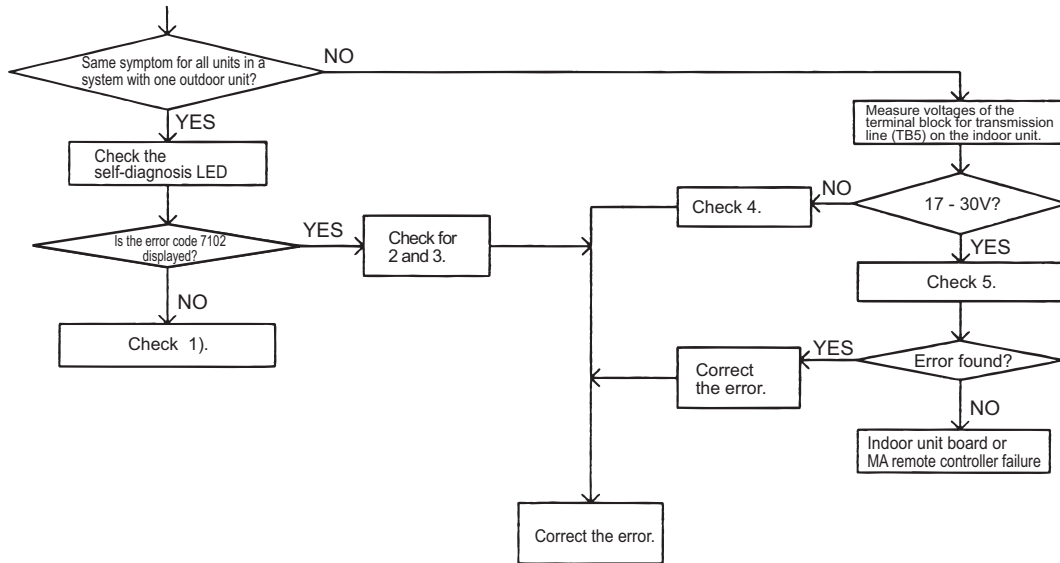 Same symptom for all units in a
system with one outdoor unit?
NO
YES
Measure voltages of the
terminal block for transmission
line (TB5) on the indoor unit.
Check the
self-diagnosis LED
NO
Check 4.
17 - 30V?
YES
Is the error code 7102
displayed?
YES
Check for
2 and 3.
Check 5.
NO
Check 1).
YES
Error found?
Correct
the error.
NO
Indoor unit board or
MA remote controller failure
Correct the error.